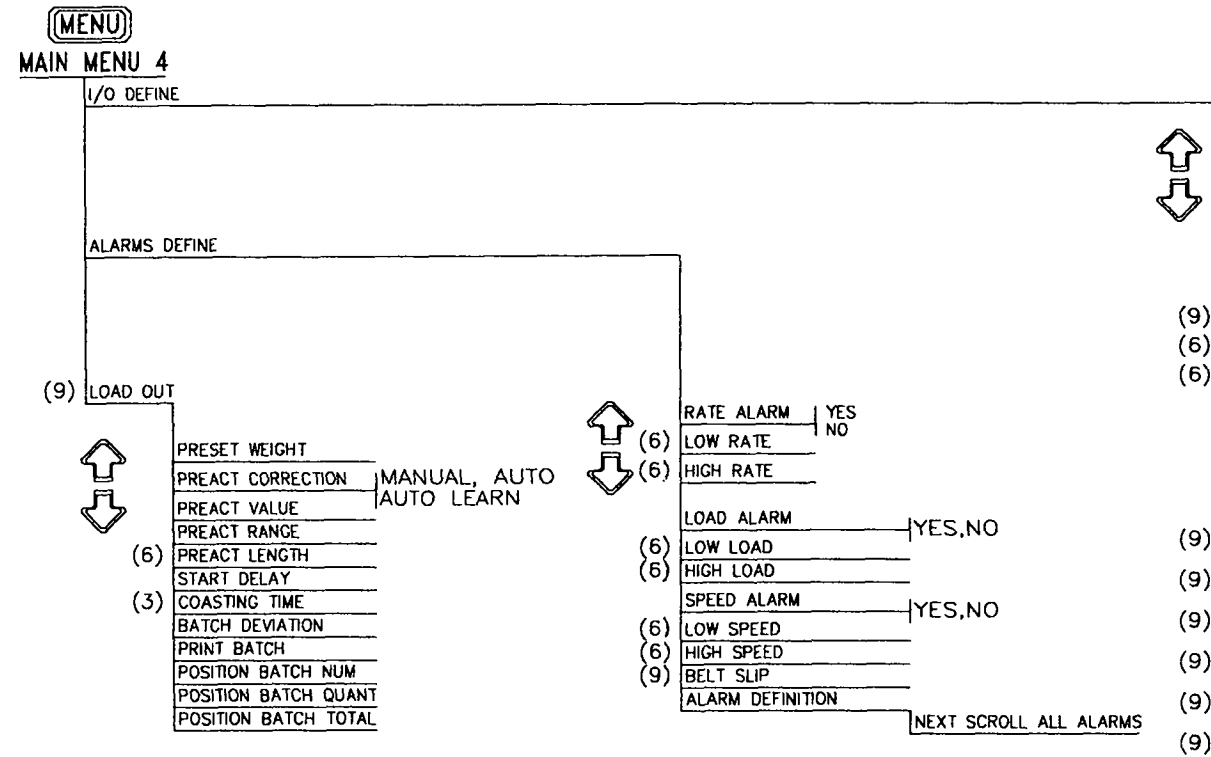 MENU
MAIN MENU 4
I/O DEFINE
ALARMS DEFINE
(9) LOAD OUT
PRESET WEIGHT
PREACT CORRECTION
MANUAL, AUTO
AUTO LEARN
PREACT VALUE
PREACT RANGE
(6) PREACT LENGTH
START DELAY
(3) COASTING TIME
BATCH DEVIATION
PRINT BATCH
POSITION BATCH NUM
POSITION BATCH QUANT
POSITION BATCH TOTAL
RATE ALARM
YES
NO
(6) LOW RATE
(6) HIGH RATE
LOAD ALARM
YES,NO
(6) LOW LOAD
(6) HIGH LOAD
SPEED ALARM
YES,NO
(6) LOW SPEED
(6) HIGH SPEED
(9) BELT SLIP
ALARM DEFINITION
NEXT SCROLL ALL ALARMS
(9)
(6)
(6)
(9)
(9)
(9)
(9)
(9)
(9)